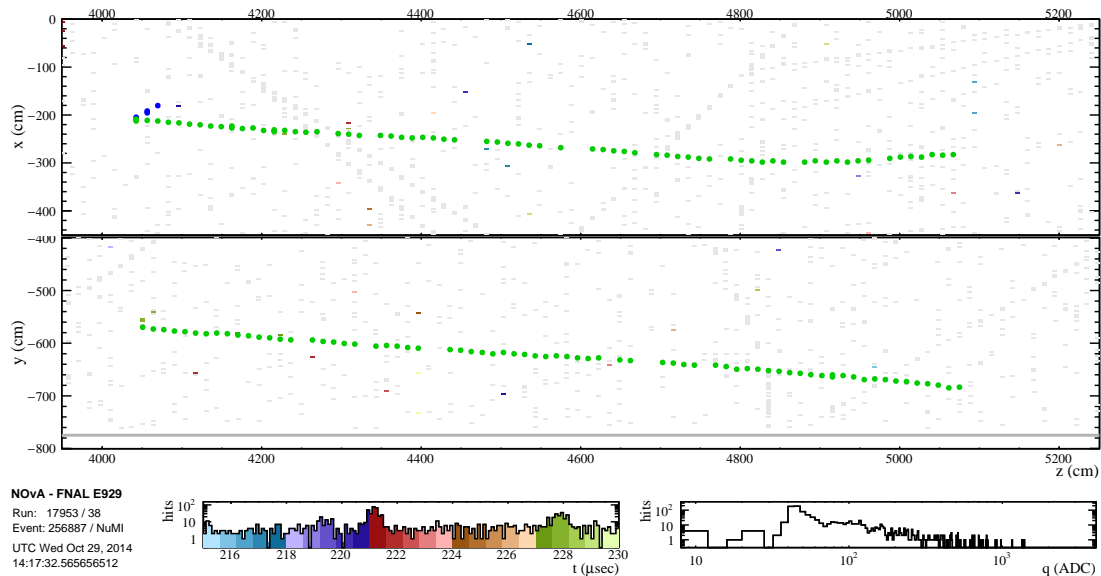 4000 4200 4400 4600 4800 5000 5200
0
−100
−200
−300
−400
x (cm)
−400
−500
−600
−700
−800
y (cm)
4000 4200 4400 4600 4800 5000 5200
z (cm)
NOvA - FNAL E929
Run: 17953 / 38
Event: 256887 / NuMI
UTC Wed Oct 29, 2014
14:17:32.565656512
hits
10²
10
1
216 218 220 222 224 226 228 230
t (μsec)
hits
10²
10
1
10 10² 10³
q (ADC)